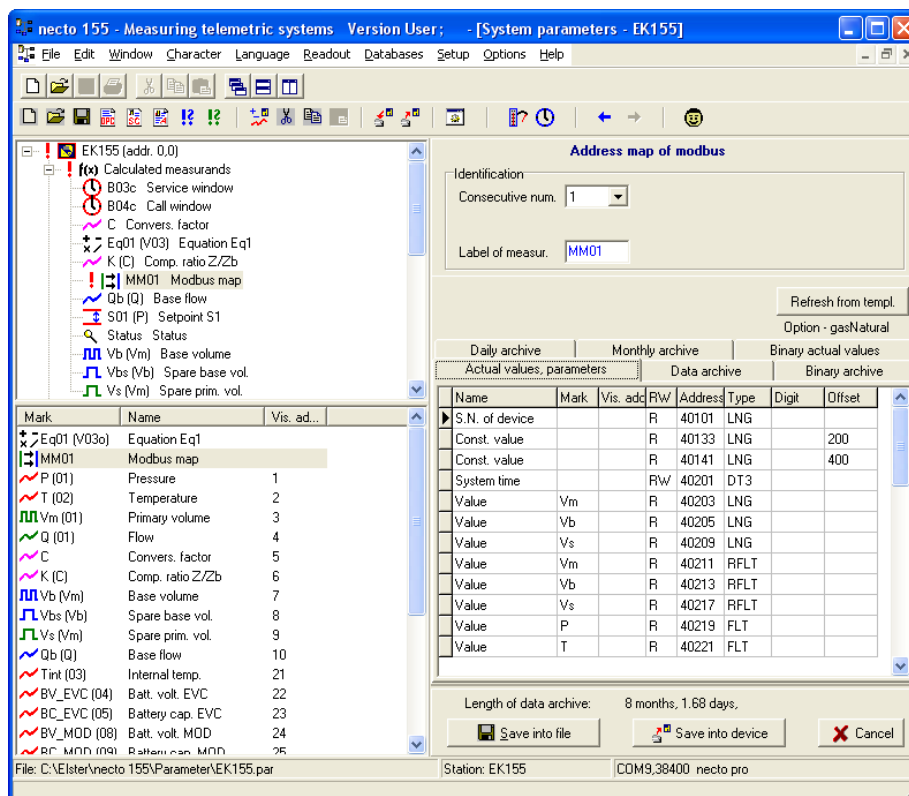 necto 155 - Measuring telemetric systems Version User; - [System parameters - EK155]
File Edit Window Character Language Readout Databases Setup Options Help
EK155 (addr. 0,0)
f(x) Calculated measurands
B03c Service window
B04c Call window
C Convers. factor
Eq01 (V03) Equation Eq1
K (C) Comp. ratio Z/Zb
MM01 Modbus map
Qb (Q) Base flow
S01 (P) Setpoint S1
Status Status
Vb (Vm) Base volume
Vbs (Vb) Spare base vol.
Vs (Vm) Spare prim. vol.
Mark Name Vis. ad...
Eq01 (V03o) Equation Eq1
MM01 Modbus map
P (01) Pressure 1
T (02) Temperature 2
Vm (01) Primary volume 3
Q (01) Flow 4
C Convers. factor 5
K (C) Comp. ratio Z/Zb 6
Vb (Vm) Base volume 7
Vbs (Vb) Spare base vol. 8
Vs (Vm) Spare prim. vol. 9
Qb (Q) Base flow 10
Tint (03) Internal temp. 21
BV_EVC (04) Batt. volt. EVC 22
BC_EVC (05) Battery cap. EVC 23
BV_MOD (08) Batt. volt. MOD 24
BC_MOD (09) Battery cap. MOD 25
Address map of modbus
Identification
Consecutive num. 1
Label of measur. MM01
Refresh from templ.
Option - gasNatural
Daily archive Monthly archive Binary actual values
Actual values, parameters Data archive Binary archive
Name Mark Vis. add RW Address Type Digit Offset
S.N. of device R 40101 LNG
Const. value R 40133 LNG 200
Const. value R 40141 LNG 400
System time RW 40201 DT3
Value Vm R 40203 LNG
Value Vb R 40205 LNG
Value Vs R 40209 LNG
Value Vm R 40211 RFLT
Value Vb R 40213 RFLT
Value Vs R 40217 RFLT
Value P R 40219 FLT
Value T R 40221 FLT
Length of data archive: 8 months, 1.68 days,
Save into file Save into device Cancel
File: C:\Elster\necto 155\Parameter\EK155.par Station: EK155 COM9,38400 necto pro